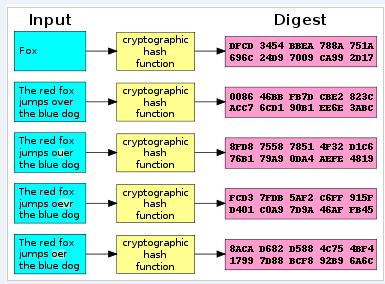 Input
Digest
Fox
cryptographic
hash
function
DFCD 3454 BBEA 788A 751A
696C 24D9 7009 CA99 2D17
The red fox
jumps over
the blue dog
cryptographic
hash
function
0086 46BB FB7D CBE2 823C
ACC7 6CD1 90B1 EE6E 3ABC
The red fox
jumps ouer
the blue dog
cryptographic
hash
function
8FD8 7558 7851 4F32 D1C6
76B1 79A9 0DA4 AEFE 4819
The red fox
jumps oevr
the blue dog
cryptographic
hash
function
FCD3 7FDB 5AF2 C6FF 915F
D401 C0A9 7D9A 46AF FB45
The red fox
jumps oer
the blue dog
cryptographic
hash
function
8ACA D682 D588 4C75 4BF4
1799 7D88 BCF8 92B9 6A6C